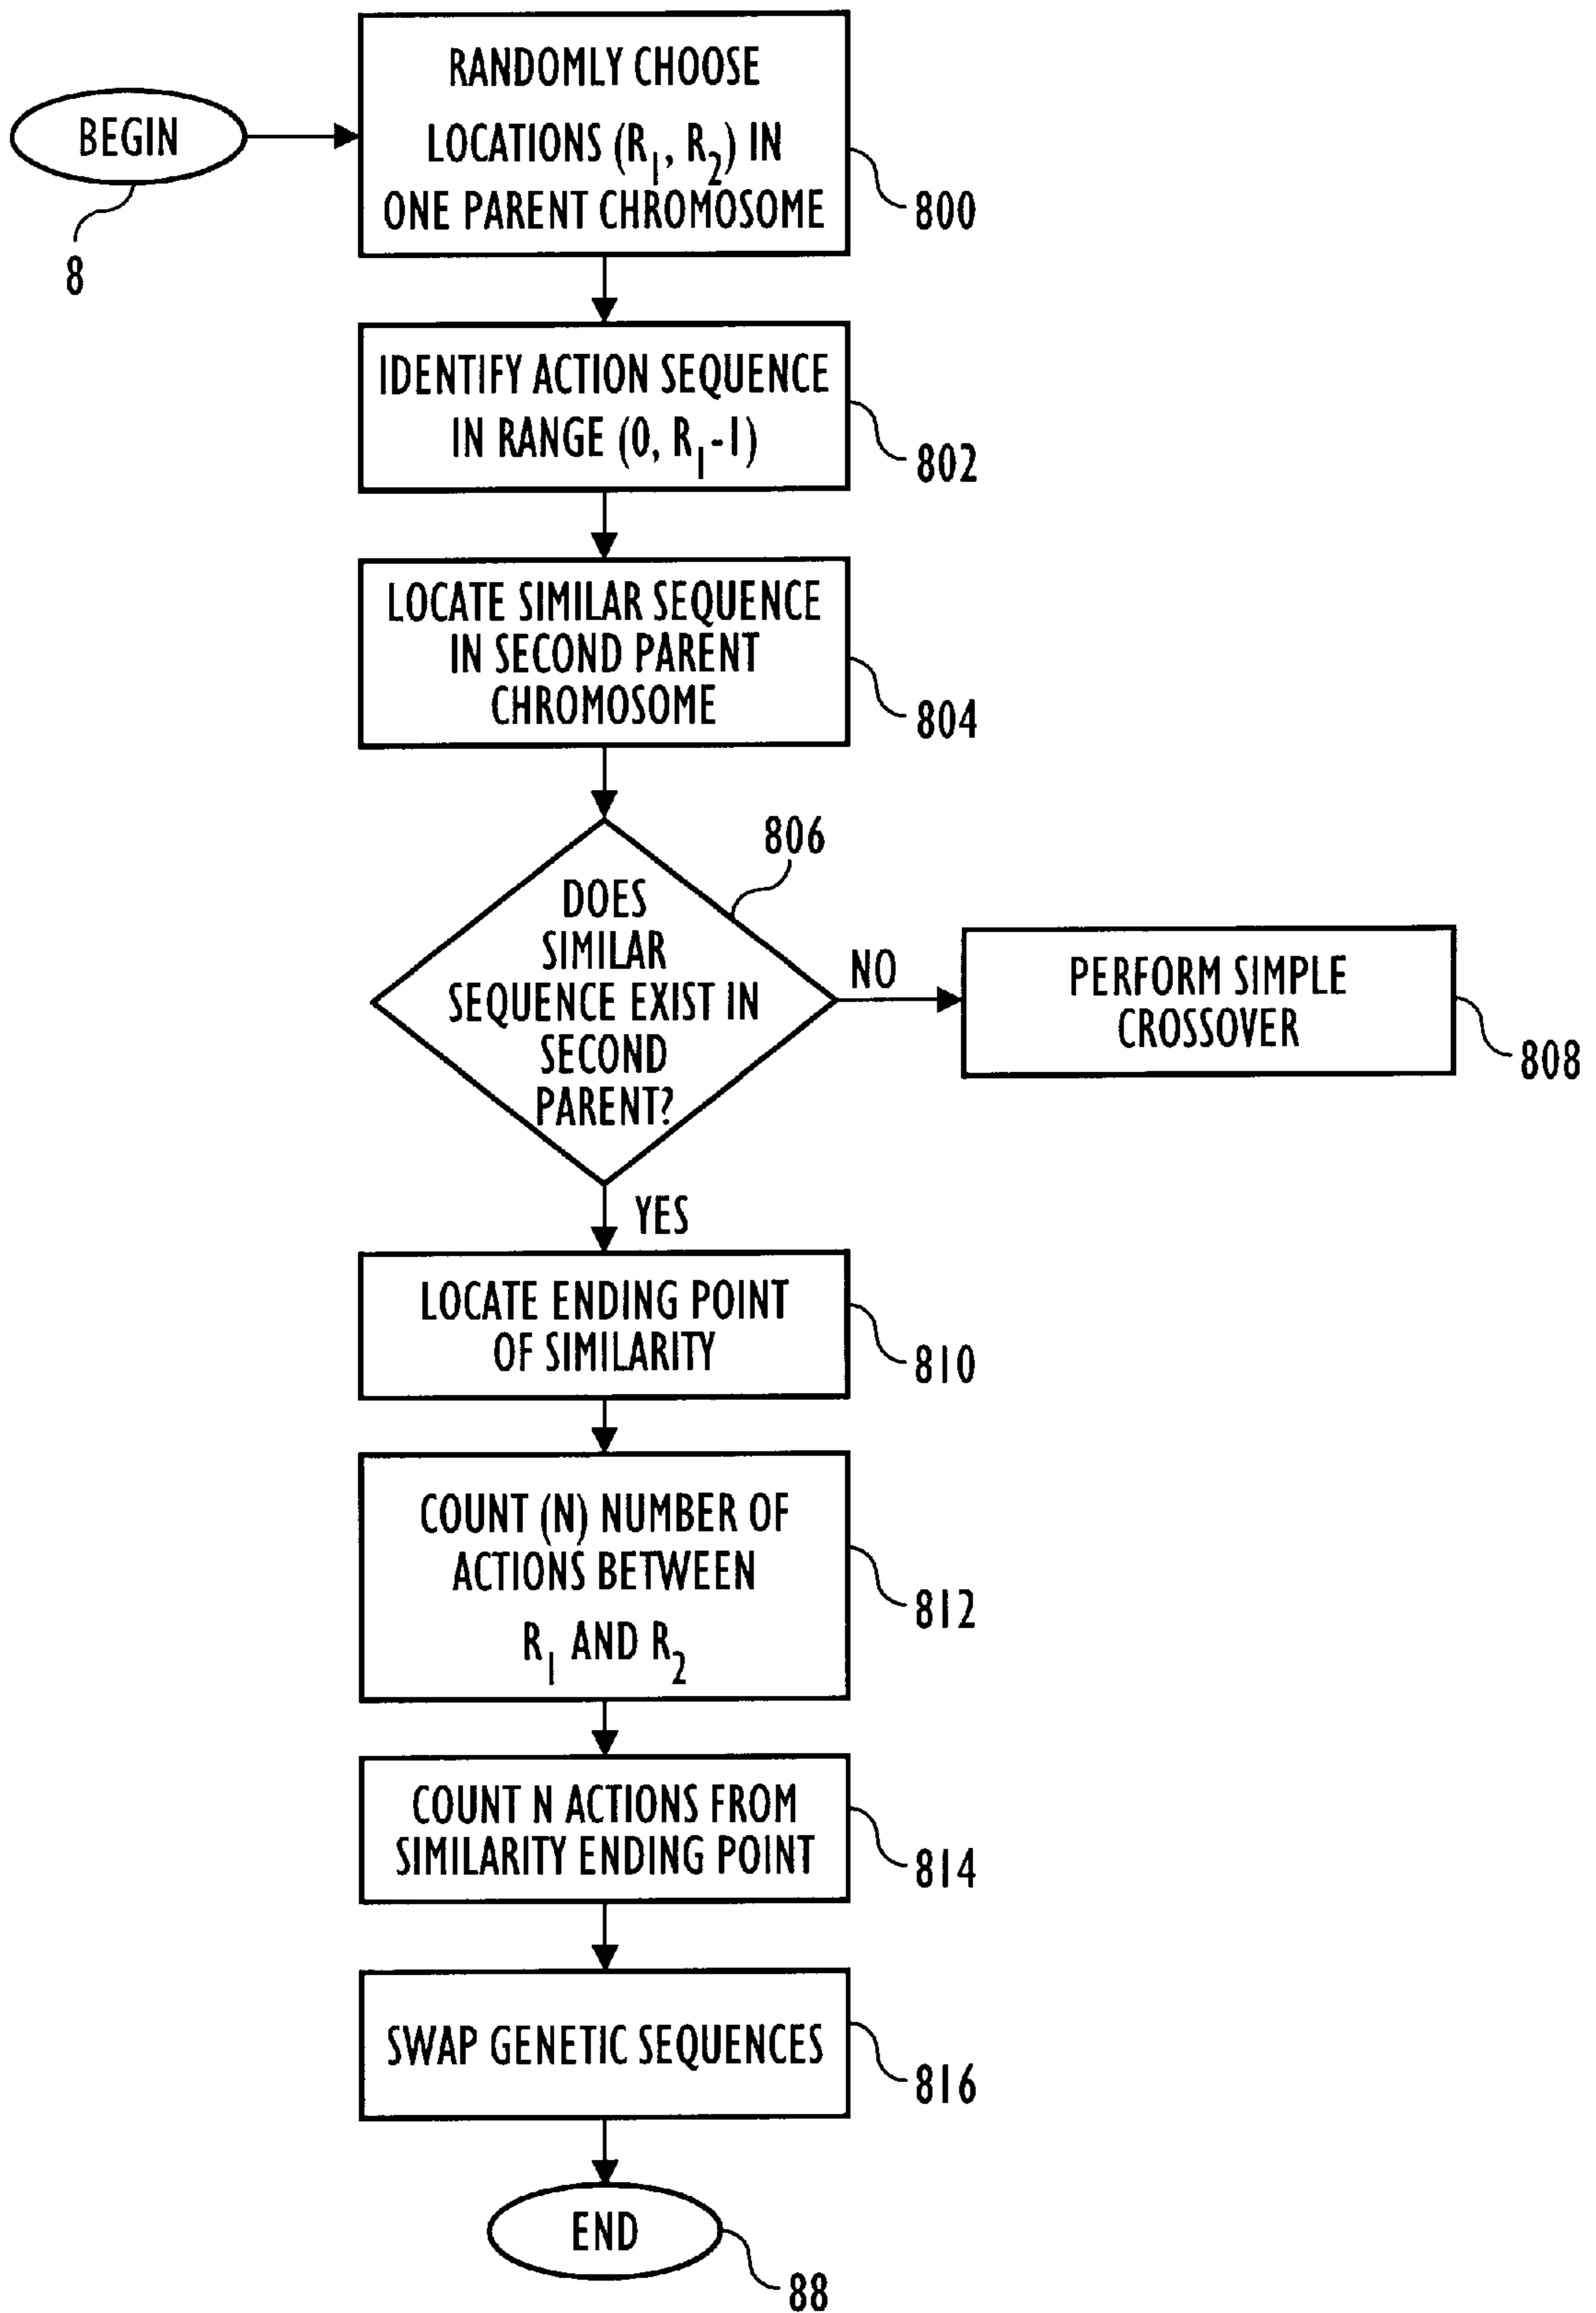 RANDOMLY CHOOSE
LOCATIONS (R1, R2) IN
ONE PARENT CHROMOSOME
BEGIN
800
8
IDENTIFY ACTION SEQUENCE
IN RANGE (0, R1-1)
802
LOCATE SIMILAR SEQUENCE
IN SECOND PARENT
CHROMOSOME
804
806
DOES
SIMILAR
SEQUENCE EXIST IN
SECOND
PARENT?
NO
PERFORM SIMPLE
CROSSOVER
808
YES
LOCATE ENDING POINT
OF SIMILARITY
810
COUNT (N) NUMBER OF
ACTIONS BETWEEN
R1 AND R2
812
COUNT N ACTIONS FROM
SIMILARITY ENDING POINT
814
SWAP GENETIC SEQUENCES
816
END
88